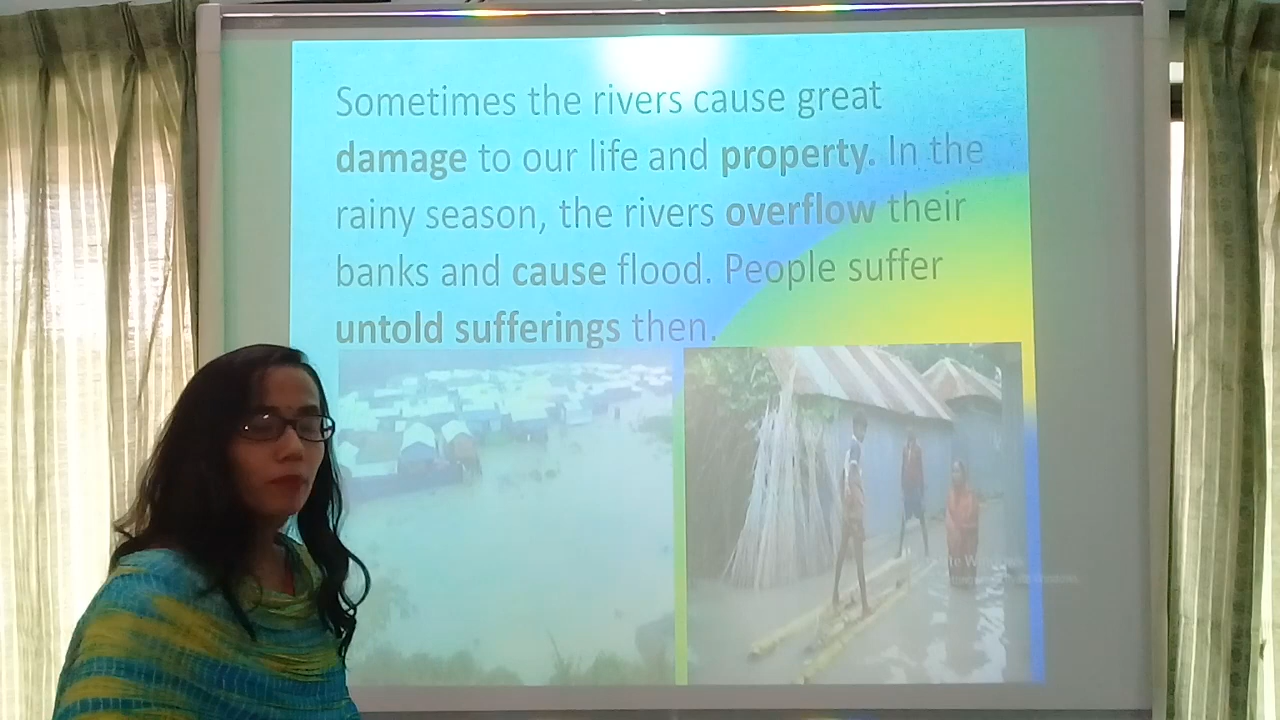 Sometimes the rivers cause great
damage to our life and property. In the
rainy season, the rivers overflow their
banks and cause flood. People suffer
untold sufferings then.